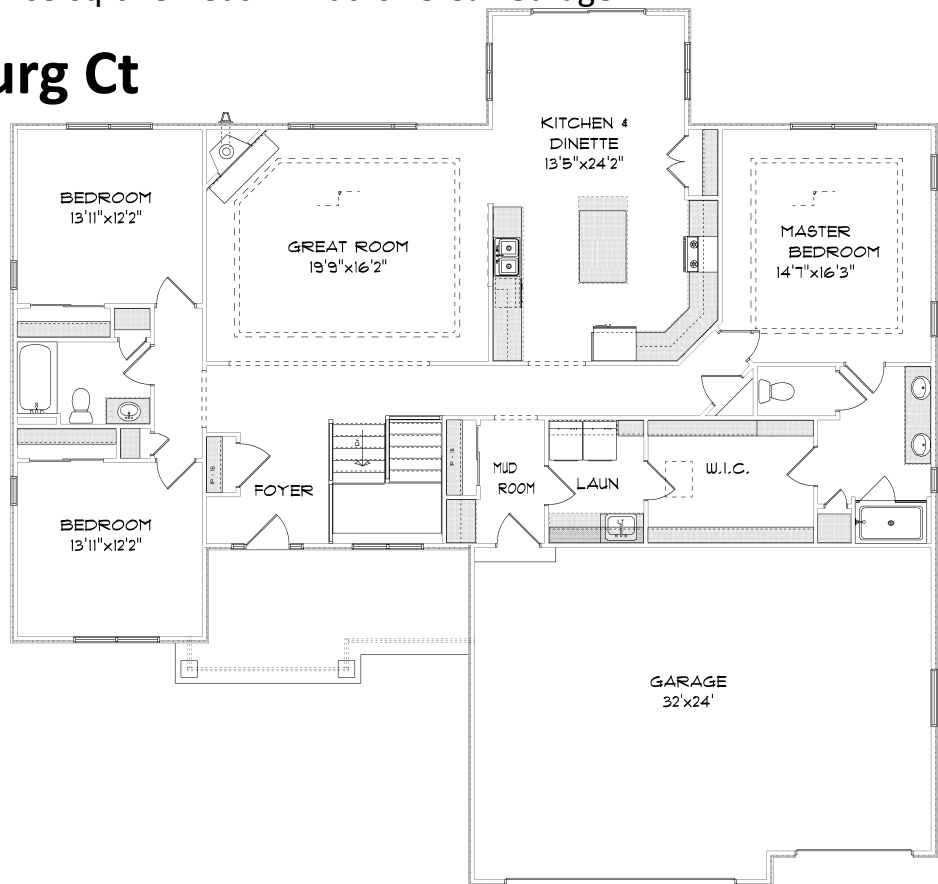 urg Ct
KITCHEN &
DINETTE
13'5"x24'2"
BEDROOM
13'11"x12'2"
GREAT ROOM
19'9"x16'2"
MASTER
BEDROOM
14'7"x16'3"
MUD
ROOM
LAUN
W.I.C.
FOYER
BEDROOM
13'11"x12'2"
GARAGE
32'x24'